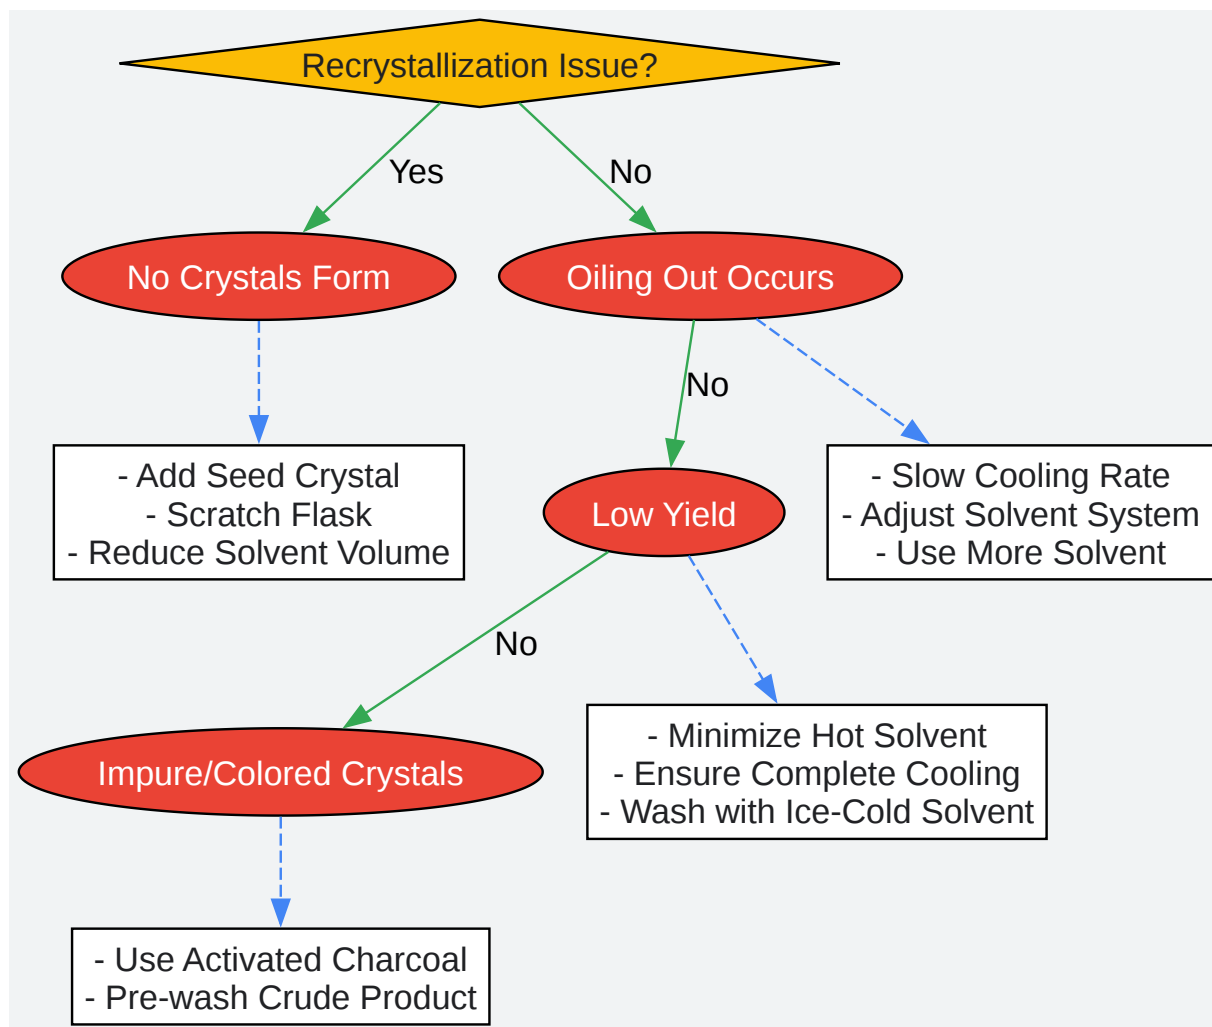 Recrystallization Issue?
Yes
No
No Crystals Form
Oiling Out Occurs
No
- Add Seed Crystal
- Scratch Flask
- Reduce Solvent Volume
Low Yield
- Slow Cooling Rate
- Adjust Solvent System
- Use More Solvent
No
Impure/Colored Crystals
- Minimize Hot Solvent
- Ensure Complete Cooling
- Wash with Ice-Cold Solvent
- Use Activated Charcoal
- Pre-wash Crude Product